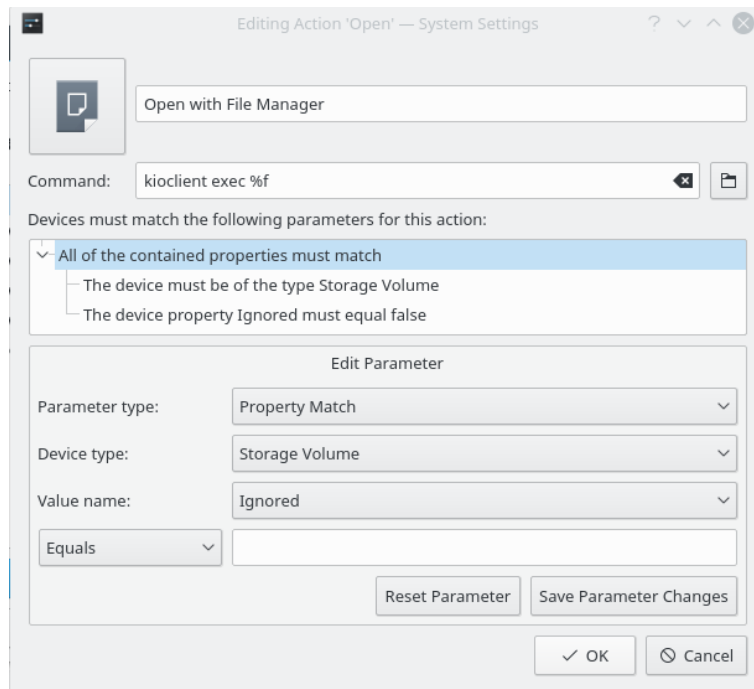 Editing Action 'Open' — System Settings
Open with File Manager
Command: kioclient exec %f
Devices must match the following parameters for this action:
All of the contained properties must match
The device must be of the type Storage Volume
The device property Ignored must equal false
Edit Parameter
Parameter type: Property Match
Device type: Storage Volume
Value name: Ignored
Equals
Reset Parameter Save Parameter Changes
OK Cancel